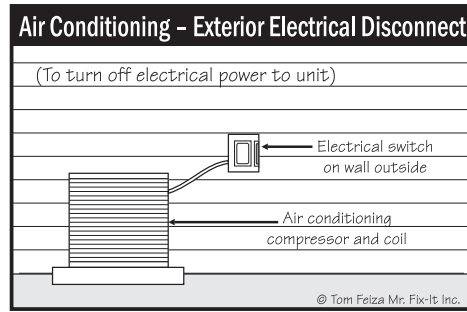 Air Conditioning – Exterior Electrical Disconnect
(To turn off electrical power to unit)
Electrical switch
on wall outside
Air conditioning
compressor and coil
© Tom Feiza Mr. Fix-It Inc.